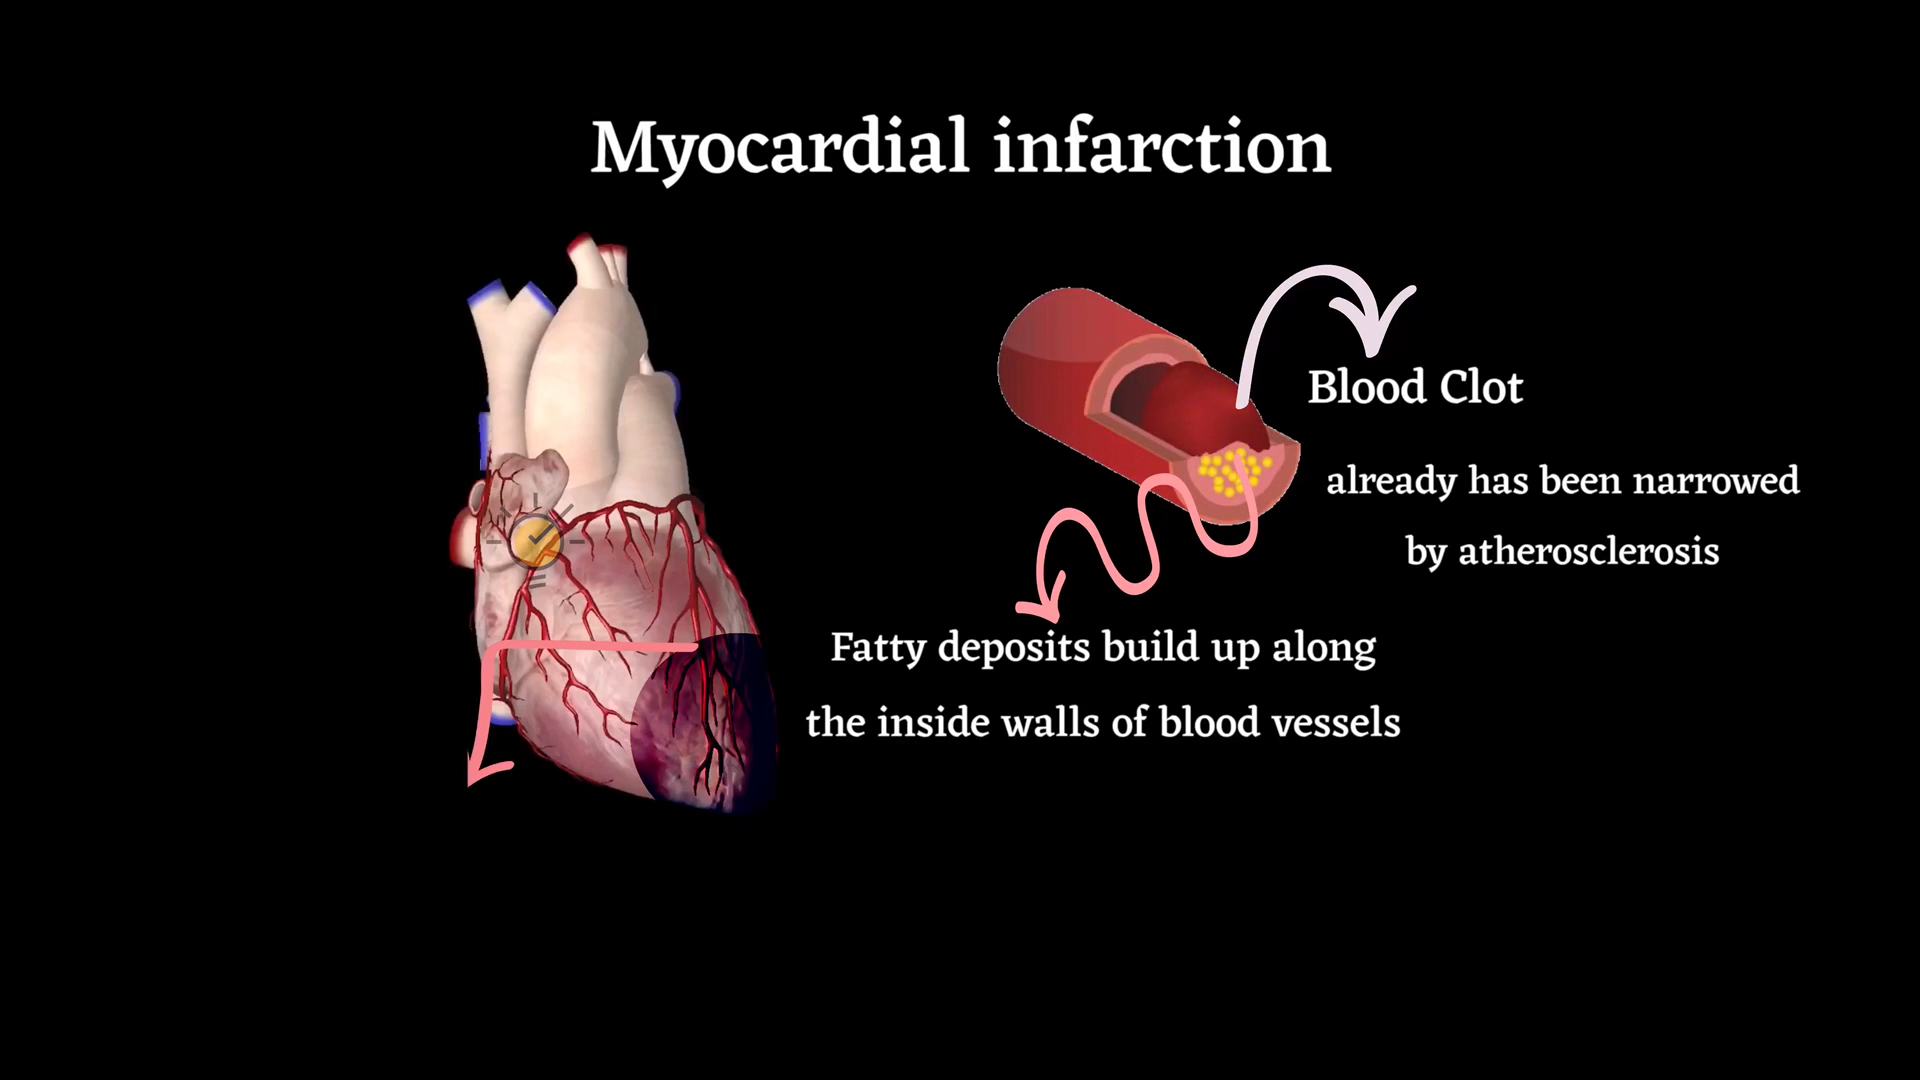 Myocardial infarction
Blood Clot
already has been narrowed
by atherosclerosis
Fatty deposits build up along
the inside walls of blood vessels